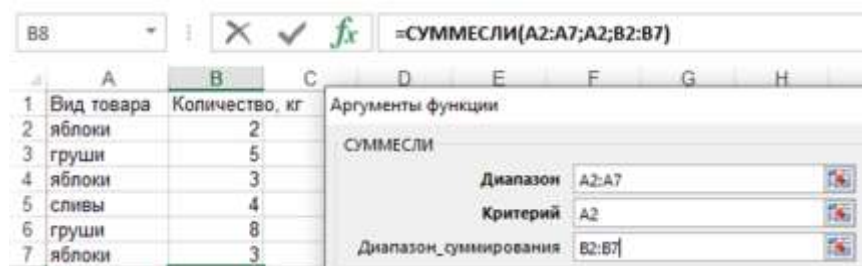 B8 =СУММЕСЛИ(A2:A7;A2;B2:B7)
A B C D E F G H
1 Вид товара Количество, кг
2 яблоки 2
3 груши 5
4 яблоки 3
5 сливы 4
6 груши 8
7 яблоки 3
Аргументы функции
СУММЕСЛИ
Диапазон A2:A7
Критерий A2
Диапазон_суммирования B2:B7